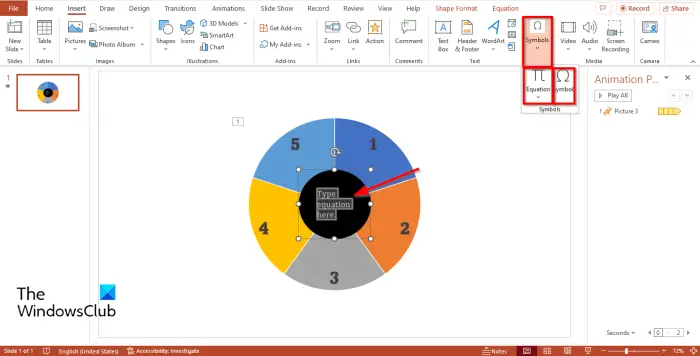 File Home Insert Draw Design Transitions Animations Slide Show Record Review View Help Shape Format Equation Record
New Slide Table Pictures Screenshot Photo Album Shapes Icons 3D Models SmartArt Chart Get Add-ins My Add-ins Zoom Link Action Comment Text Box Header & Footer WordArt Symbols Video Audio Screen Recording Cameo
Slides Tables Images Illustrations Add-ins Links Comments Text Media Camera
π Ω
Equation Symbol
Symbols
Animation P...
Play All
1 Picture 3
1
1
5 1
Type
equation
here.
4 2
3
The
WindowsClub
Seconds 0 2
Slide 1 of 1 English (United States) Accessibility: Investigate Notes 72%